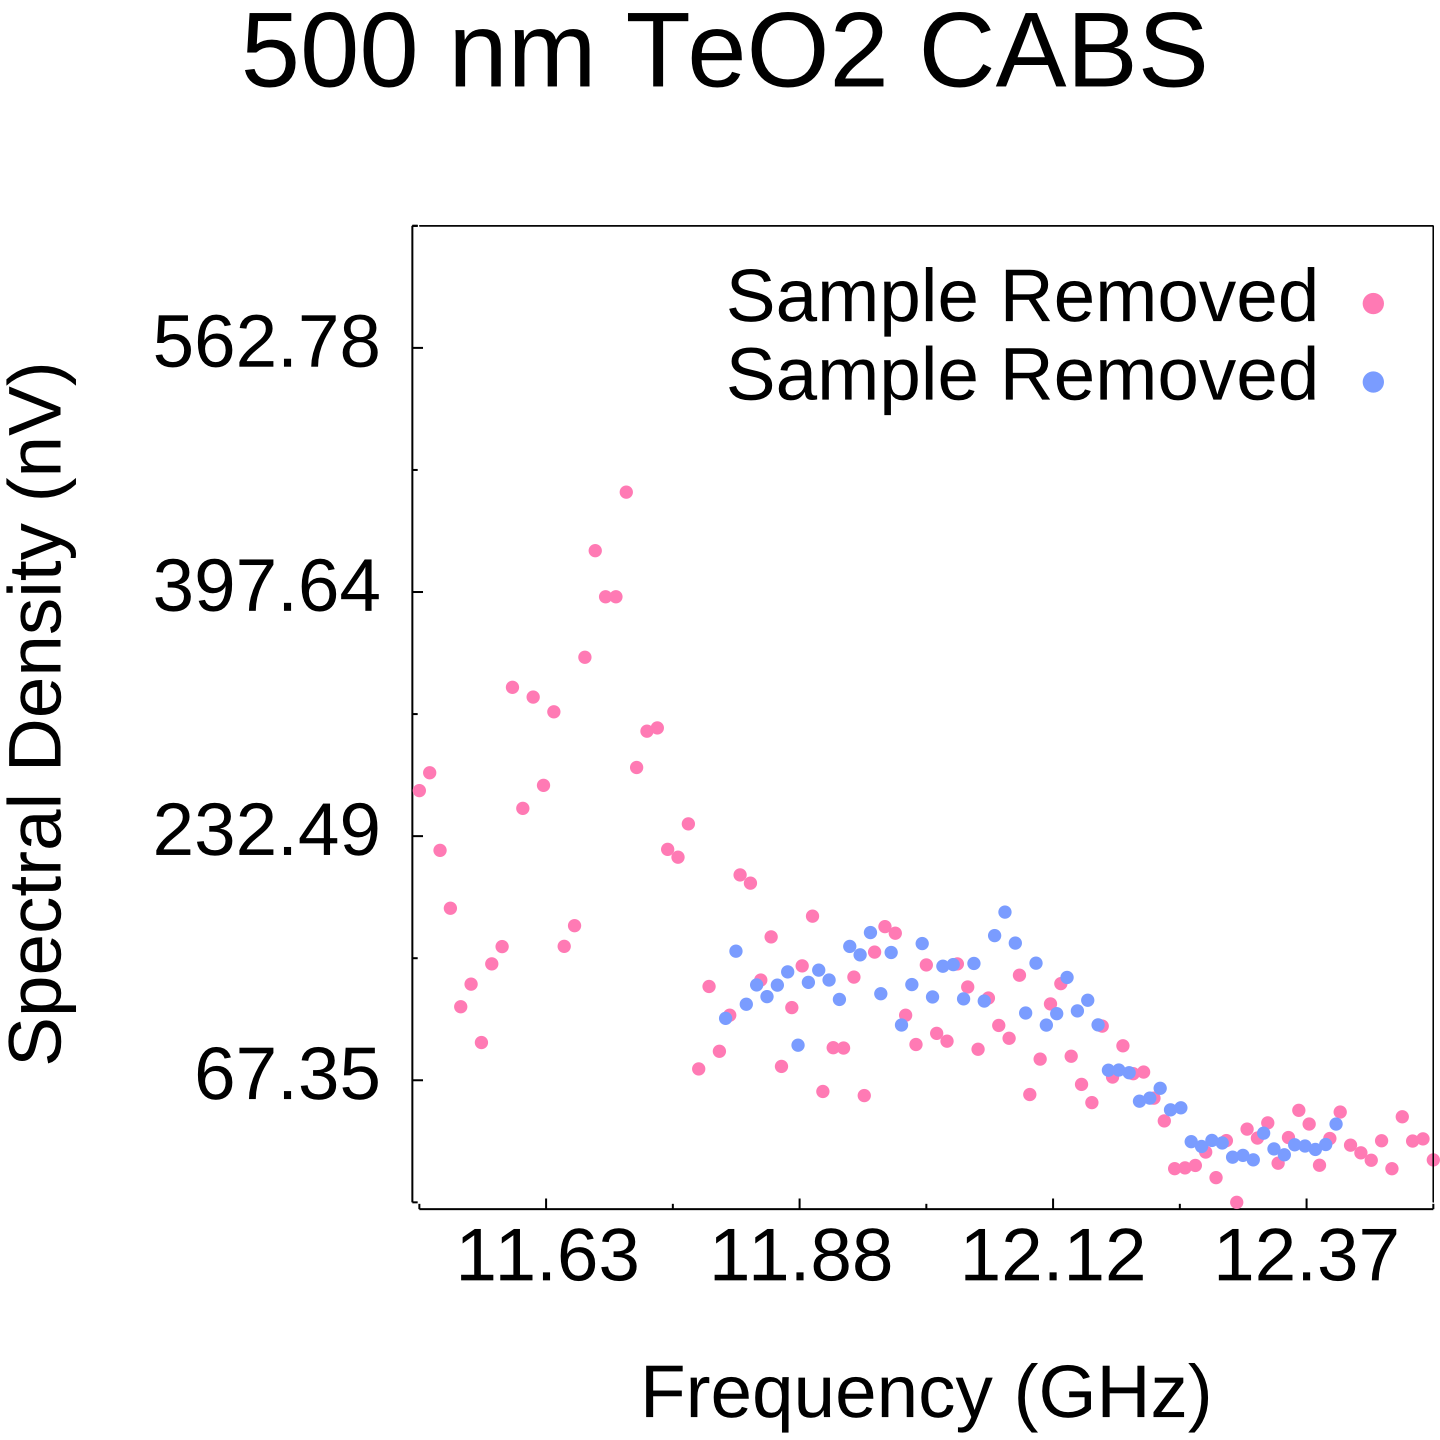 500 nm TeO2 CABS
Sample Removed
Sample Removed
Spectral Density (nV)
562.78
397.64
232.49
67.35
11.63
11.88
12.12
12.37
Frequency (GHz)